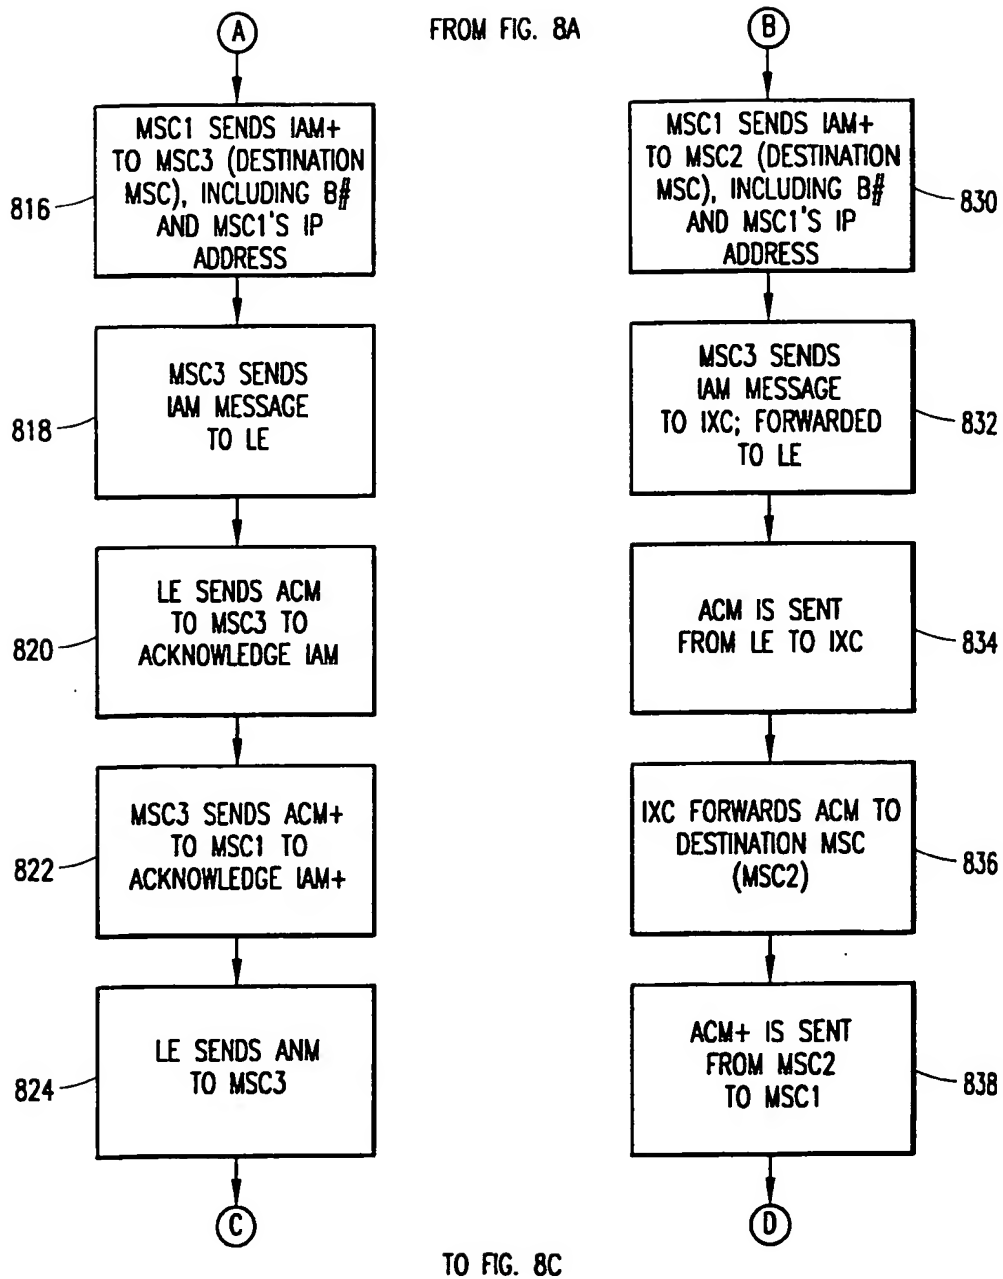 FROM FIG. 8A
A
MSC1 SENDS IAM+
TO MSC3 (DESTINATION
MSC), INCLUDING B#
AND MSC1'S IP
ADDRESS
816
MSC3 SENDS
IAM MESSAGE
TO LE
818
LE SENDS ACM
TO MSC3 TO
ACKNOWLEDGE IAM
820
MSC3 SENDS ACM+
TO MSC1 TO
ACKNOWLEDGE IAM+
822
LE SENDS ANM
TO MSC3
824
C
B
MSC1 SENDS IAM+
TO MSC2 (DESTINATION
MSC), INCLUDING B#
AND MSC1'S IP
ADDRESS
830
MSC3 SENDS
IAM MESSAGE
TO IXC; FORWARDED
TO LE
832
ACM IS SENT
FROM LE TO IXC
834
IXC FORWARDS ACM TO
DESTINATION MSC
(MSC2)
836
ACM+ IS SENT
FROM MSC2
TO MSC1
838
D
TO FIG. 8C